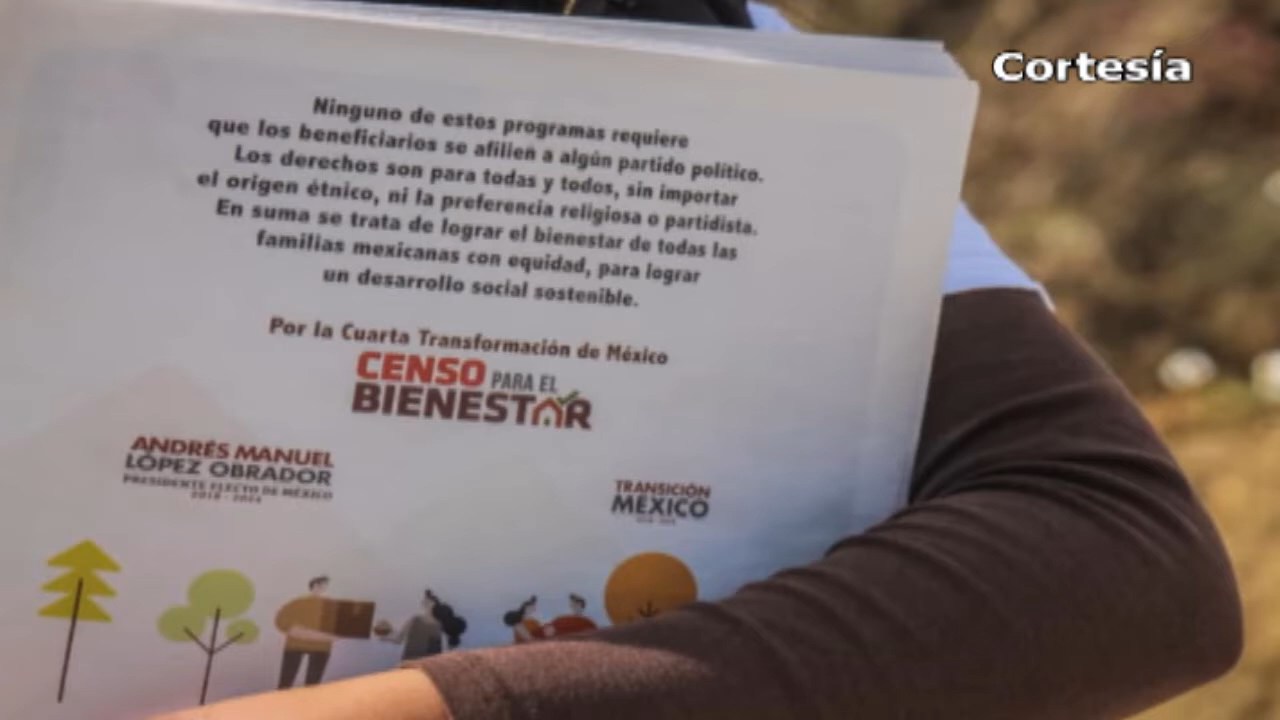 Cortesía
Ninguno de estos programas requiere
que los beneficiarios se afilien a algún partido político.
Los derechos son para todas y todos, sin importar
el origen étnico, ni la preferencia religiosa o partidista.
En suma se trata de lograr el bienestar de todas las
familias mexicanas con equidad, para lograr
un desarrollo social sostenible.
Por la Cuarta Transformación de México
CENSO PARA EL
BIENESTAR
ANDRÉS MANUEL
LÓPEZ OBRADOR
PRESIDENTE ELECTO DE MÉXICO
2018 - 2024
TRANSICIÓN
MÉXICO